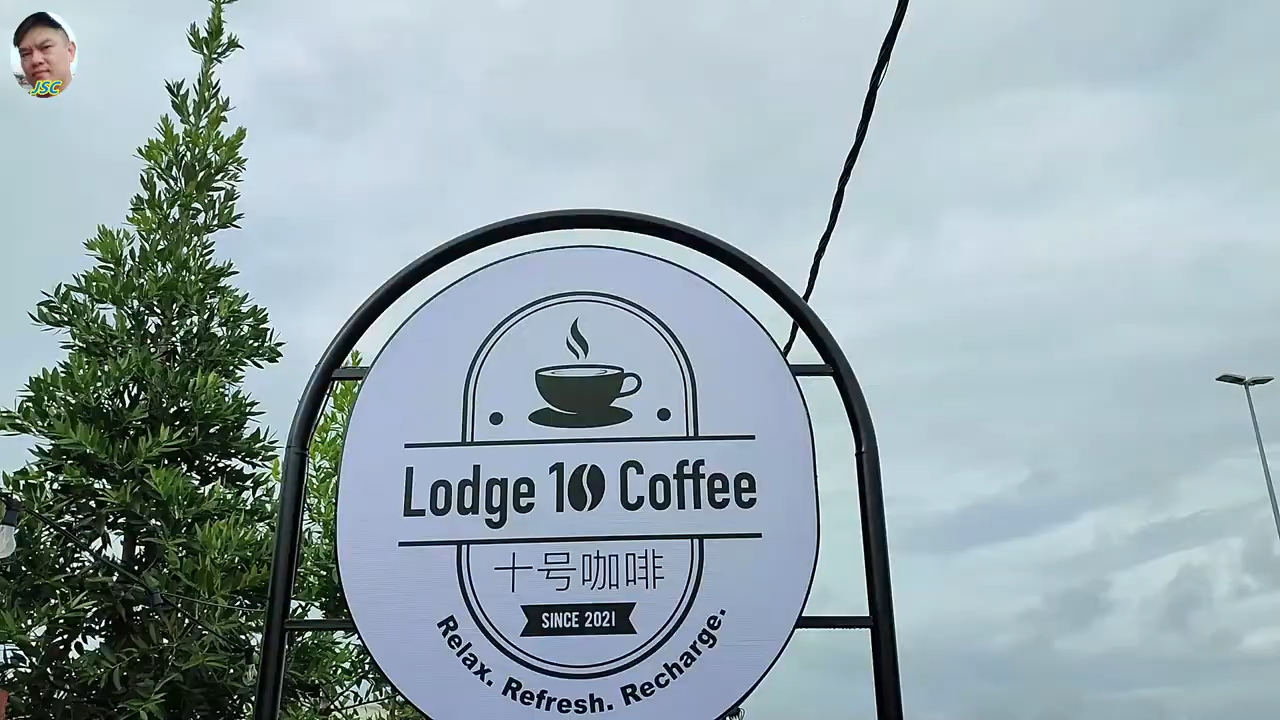 JSC
Lodge 10 Coffee
十号咖啡
SINCE 2021
Relax. Refresh. Recharge.